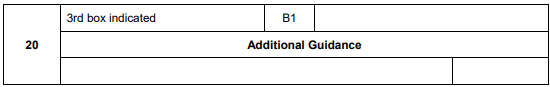 3rd box indicated B1
20
Additional Guidance